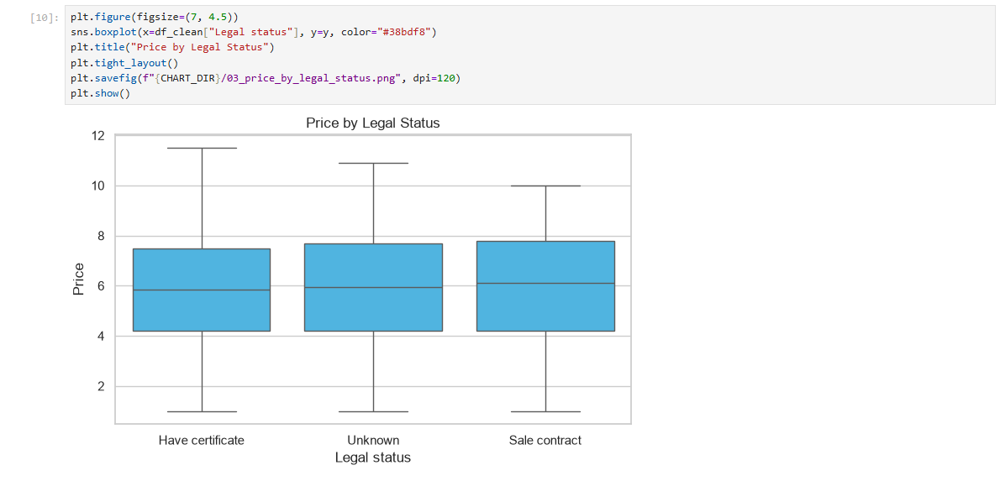 [10]: plt.figure(figsize=(7, 4.5))
sns.boxplot(x=df_clean["Legal status"], y=y, color="#38bdf8")
plt.title("Price by Legal Status")
plt.tight_layout()
plt.savefig(f"{CHART_DIR}/03_price_by_legal_status.png", dpi=120)
plt.show()
Price by Legal Status
12
10
8
6
4
2
Price
Have certificate Unknown Sale contract
Legal status